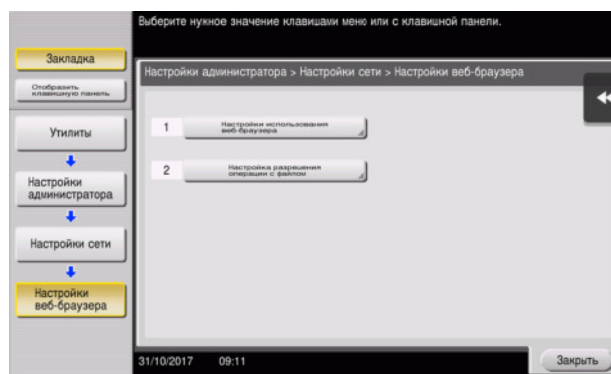 Выберите нужное значение клавишами меню или с клавишной панели.
Закладка
Отобразить
клавишную панель
Утилиты
Настройки
администратора
Настройки сети
Настройки
веб-браузера
Настройки администратора > Настройки сети > Настройки веб-браузера
1 Настройки использования
веб-браузера
2 Настройка разрешения
операции с файлом
31/10/2017 09:11
Закрыть